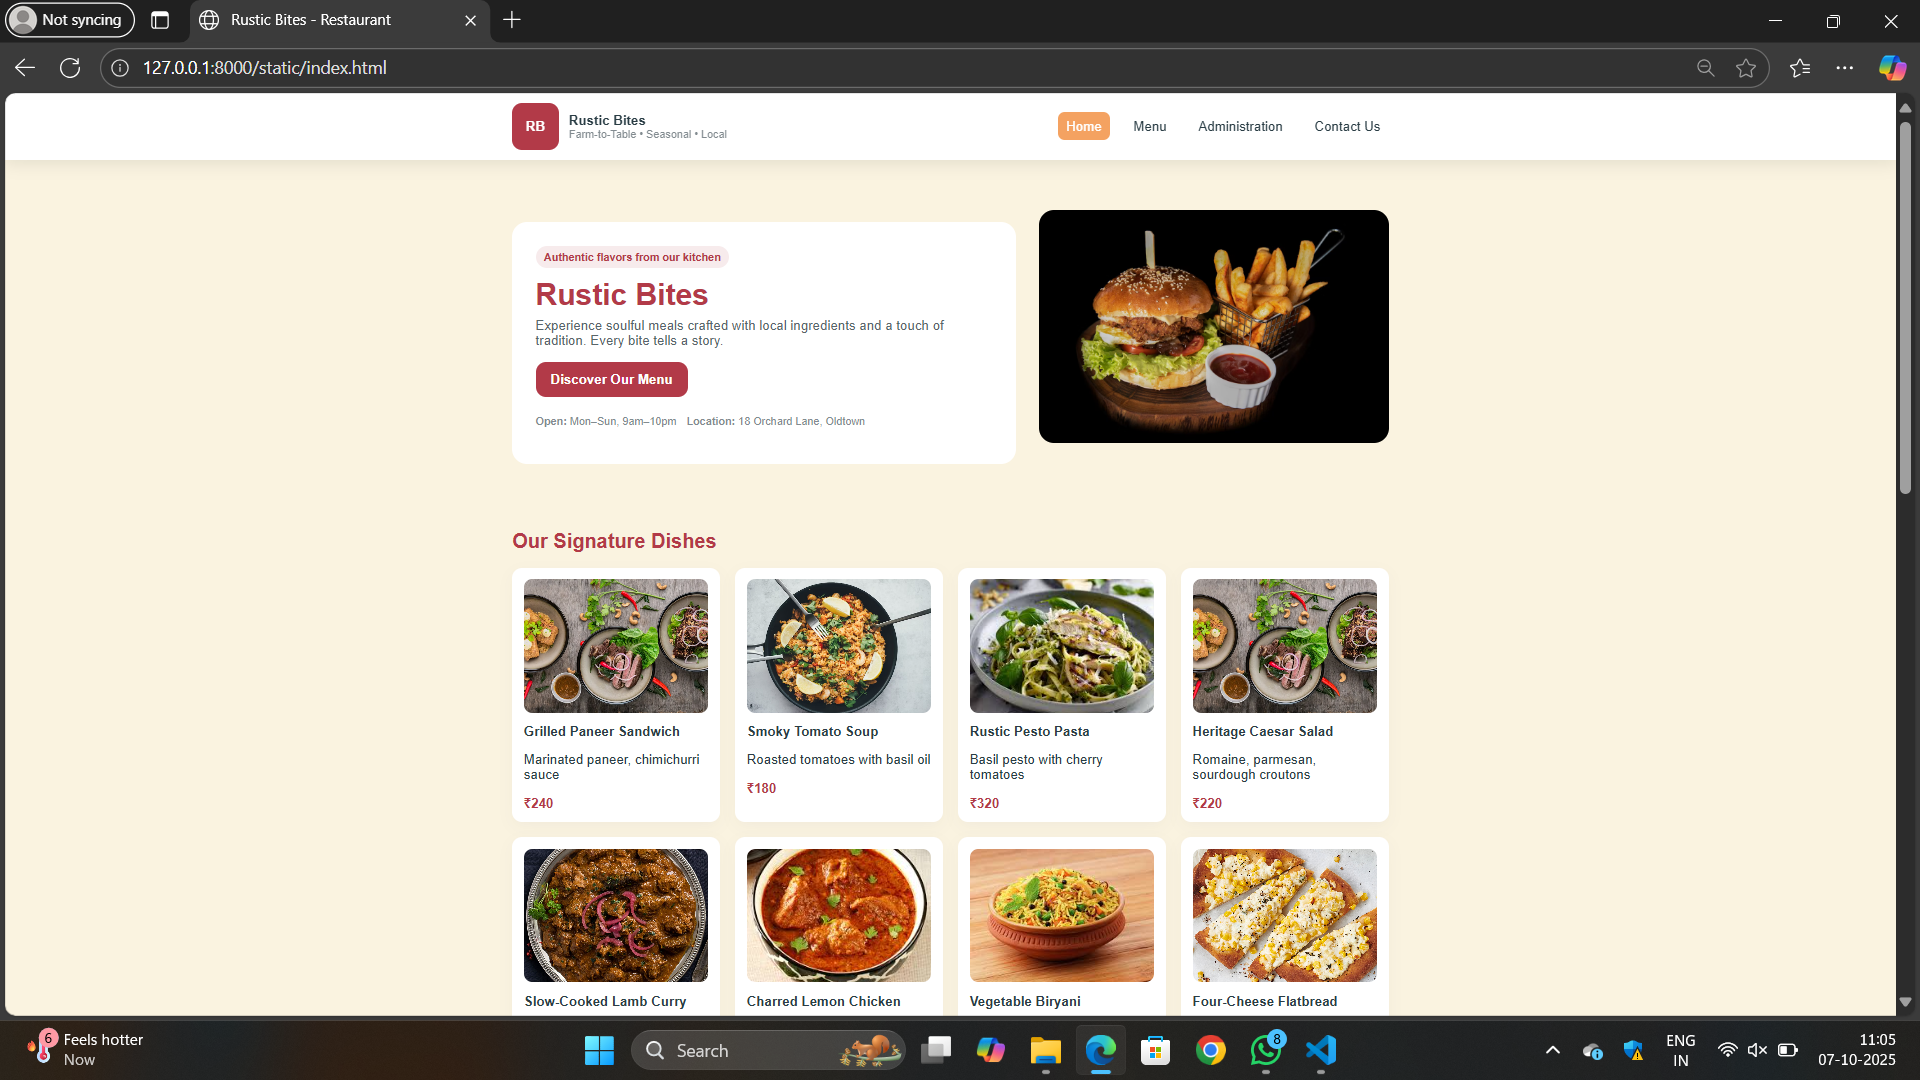 Not syncing
Rustic Bites - Restaurant
127.0.0.1:8000/static/index.html
RB
Rustic Bites
Farm-to-Table • Seasonal • Local
Home
Menu
Administration
Contact Us
Authentic flavors from our kitchen
Rustic Bites
Experience soulful meals crafted with local ingredients and a touch of
tradition. Every bite tells a story.
Discover Our Menu
Open: Mon–Sun, 9am–10pm Location: 18 Orchard Lane, Oldtown
Our Signature Dishes
Grilled Paneer Sandwich
Marinated paneer, chimichurri
sauce
₹240
Smoky Tomato Soup
Roasted tomatoes with basil oil
₹180
Rustic Pesto Pasta
Basil pesto with cherry
tomatoes
₹320
Heritage Caesar Salad
Romaine, parmesan,
sourdough croutons
₹220
Slow-Cooked Lamb Curry
Charred Lemon Chicken
Vegetable Biryani
Four-Cheese Flatbread
6
Feels hotter
Now
Search
8
ENG
IN
11:05
07-10-2025